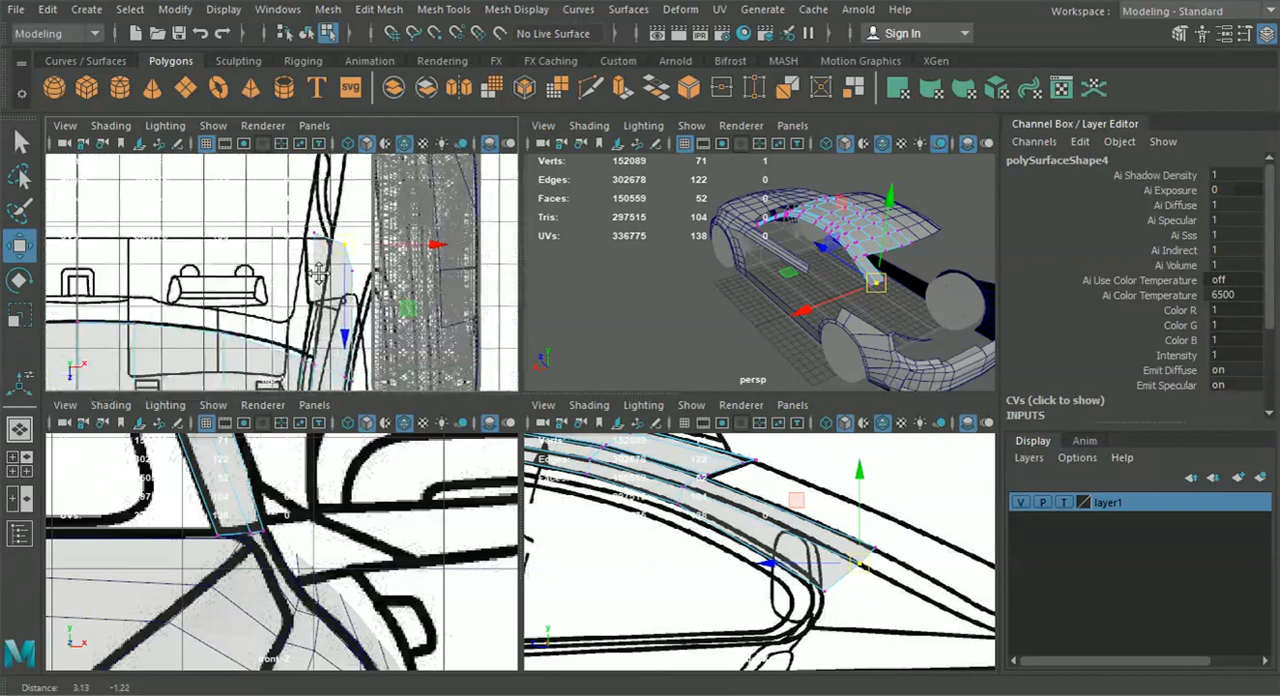 File Edit Create Select Modify Display Windows Mesh Edit Mesh Mesh Tools Mesh Display Curves Surfaces Deform UV Generate Cache Arnold Help Workspace: Modeling - Standard
Modeling No Live Surface Sign In
Curves / Surfaces Polygons Sculpting Rigging Animation Rendering FX FX Caching Custom Arnold Bifrost MASH Motion Graphics XGen
T svg
View Shading Lighting Show Renderer Panels
View Shading Lighting Show Renderer Panels
Verts: 152089 71 1
Edges: 302678 122 0
Faces: 150559 52 0
Tris: 297515 104 0
UVs: 336775 138 0
persp
View Shading Lighting Show Renderer Panels
View Shading Lighting Show Renderer Panels
front -Z
Channel Box / Layer Editor
Channels Edit Object Show
polySurfaceShape4
Ai Shadow Density 1
Ai Exposure 0
Ai Diffuse 1
Ai Specular 1
Ai Sss 1
Ai Indirect 1
Ai Volume 1
Ai Use Color Temperature off
Ai Color Temperature 6500
Color R 1
Color G 1
Color B 1
Intensity 1
Emit Diffuse on
Emit Specular on
CVs (click to show)
INPUTS
Display Anim
Layers Options Help
V P T layer1
Distance: 3.13 -1.22